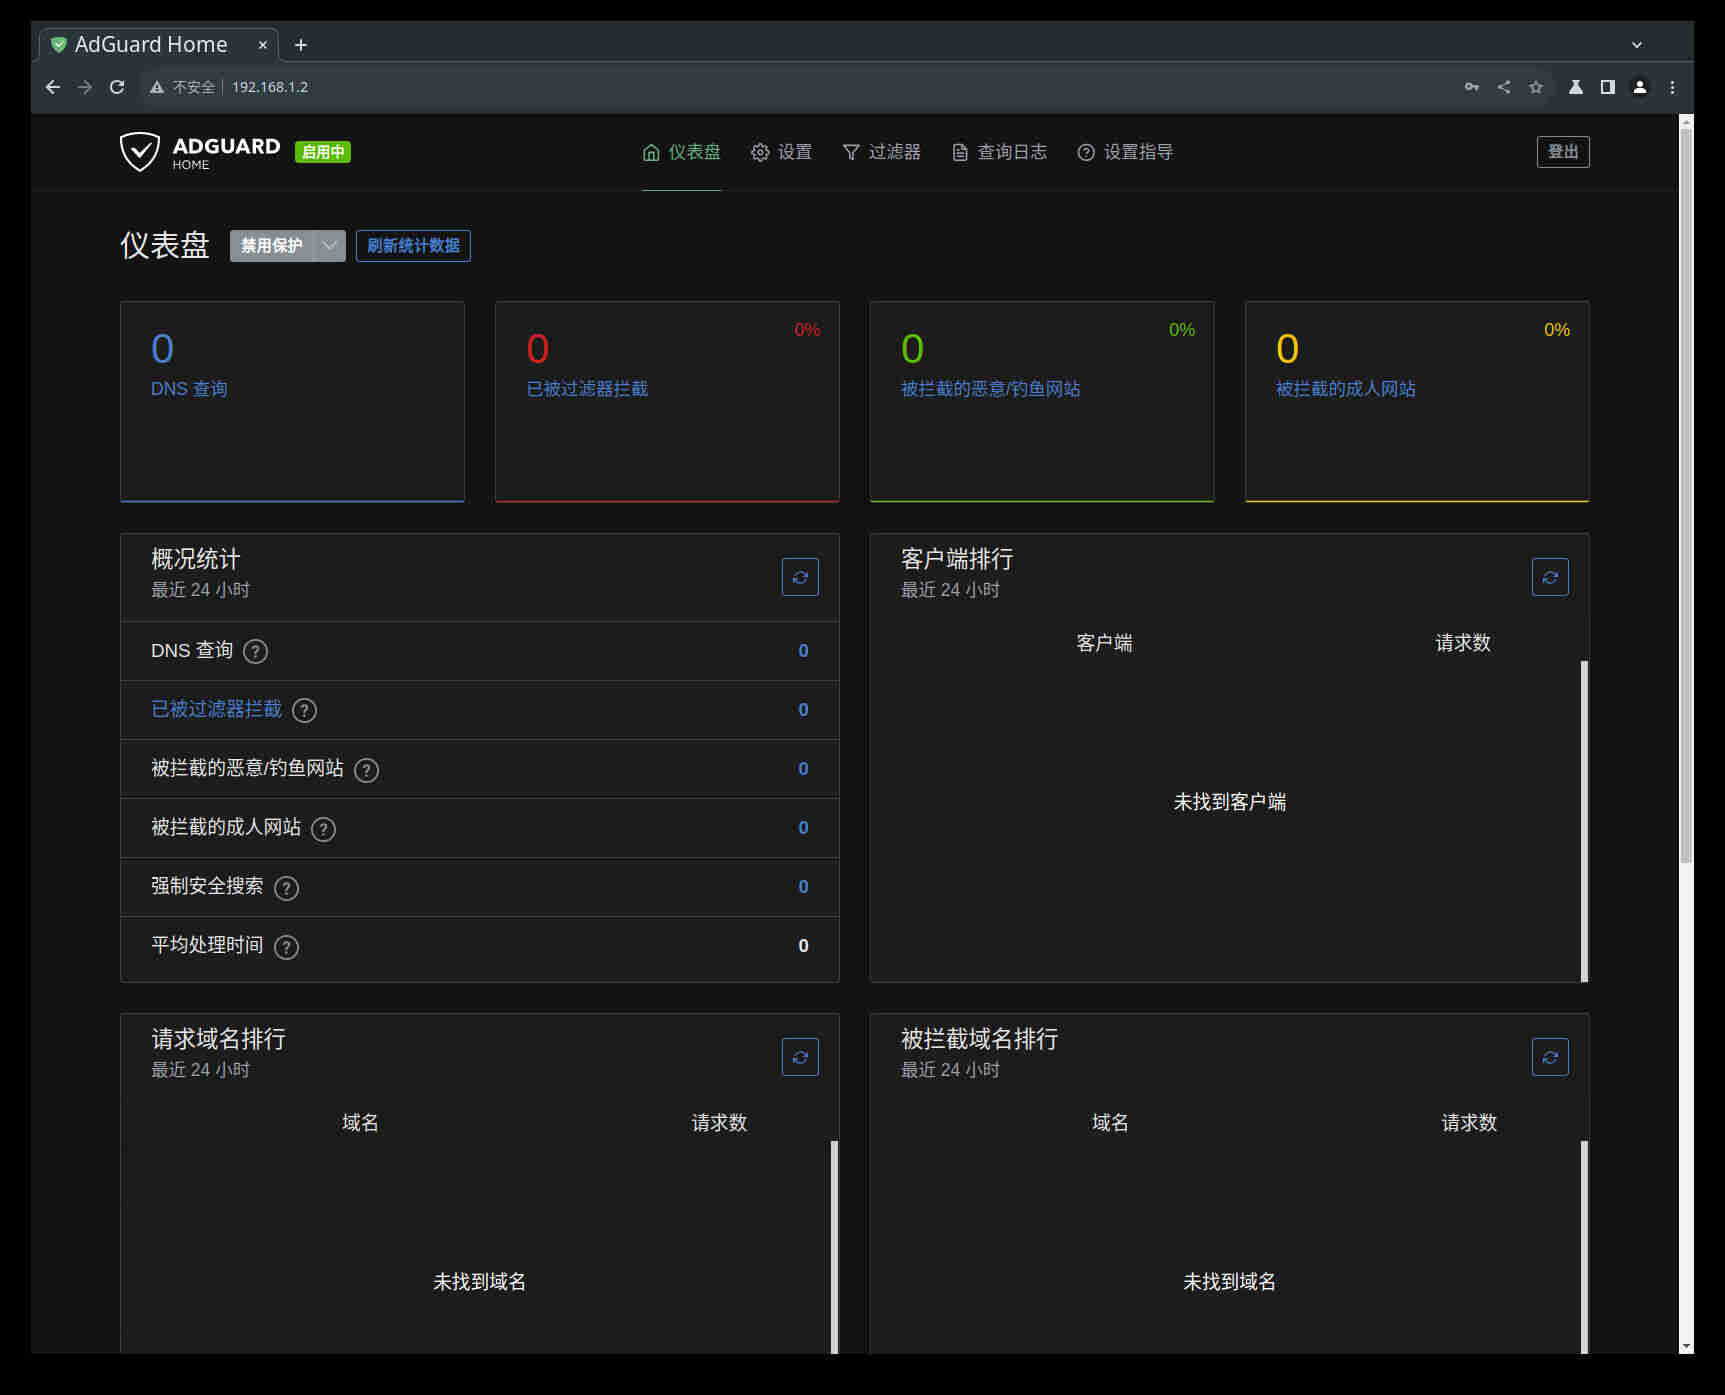 AdGuard Home
不安全 192.168.1.2
ADGUARD HOME 启用中 仪表盘 设置 过滤器 查询日志 设置指导 登出
仪表盘 禁用保护 刷新统计数据
0
DNS 查询
0 0%
已被过滤器拦截
0 0%
被拦截的恶意/钓鱼网站
0 0%
被拦截的成人网站
概况统计
最近 24 小时
DNS 查询 ? 0
已被过滤器拦截 ? 0
被拦截的恶意/钓鱼网站 ? 0
被拦截的成人网站 ? 0
强制安全搜索 ? 0
平均处理时间 ? 0
客户端排行
最近 24 小时
客户端 请求数
未找到客户端
请求域名排行
最近 24 小时
域名 请求数
未找到域名
被拦截域名排行
最近 24 小时
域名 请求数
未找到域名